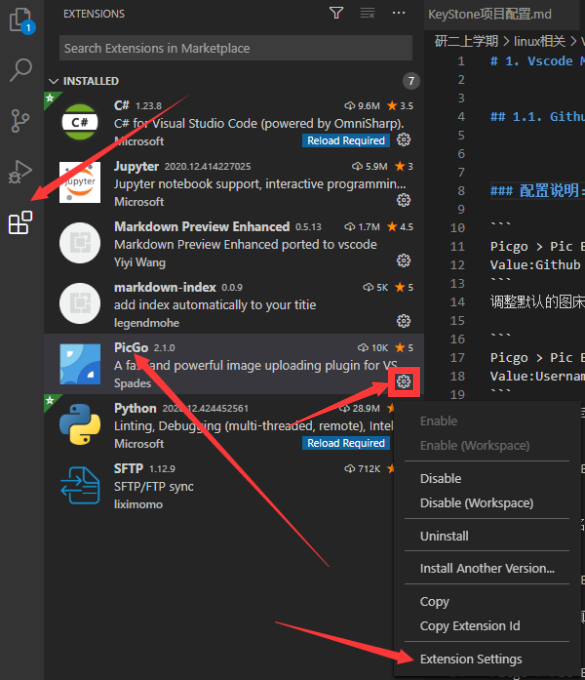 EXTENSIONS
Search Extensions in Marketplace
INSTALLED
7
1
C# 1.23.8 9.6M 3.5
C# for Visual Studio Code (powered by OmniSharp).
Microsoft Reload Required
Jupyter 2020.12.414227025 5.9M 3
Jupyter notebook support, interactive programmin...
Microsoft
Markdown Preview Enhanced 0.5.13 1.7M 4.5
Markdown Preview Enhanced ported to vscode
Yiyi Wang
markdown-index 0.0.9 5K 5
add index automatically to your titie
legendmohe
PicGo 2.1.0 10K 5
A fast and powerful image uploading plugin for VS
Spades
Python 2020.12.424452561 28.9M
Linting, Debugging (multi-threaded, remote), Intel
Microsoft Reload Required
SFTP 1.12.9 712K
SFTP/FTP sync
liximomo
KeyStone项目配置.md
研二上学期 > linux相关 >
1 # 1. Vscode M
2
3
4 ## 1.1. Githu
5
6
7
8 ### 配置说明:
9
10 ```
11 Picgo > Pic B
12 Value:Github
13 ```
14 调整默认的图床
15
16 ```
17 Picgo > Pic B
18 Value:Usernam
19 ```
Enable
Enable (Workspace)
Disable
Disable (Workspace)
Uninstall
Install Another Version...
Copy
Copy Extension Id
Extension Settings